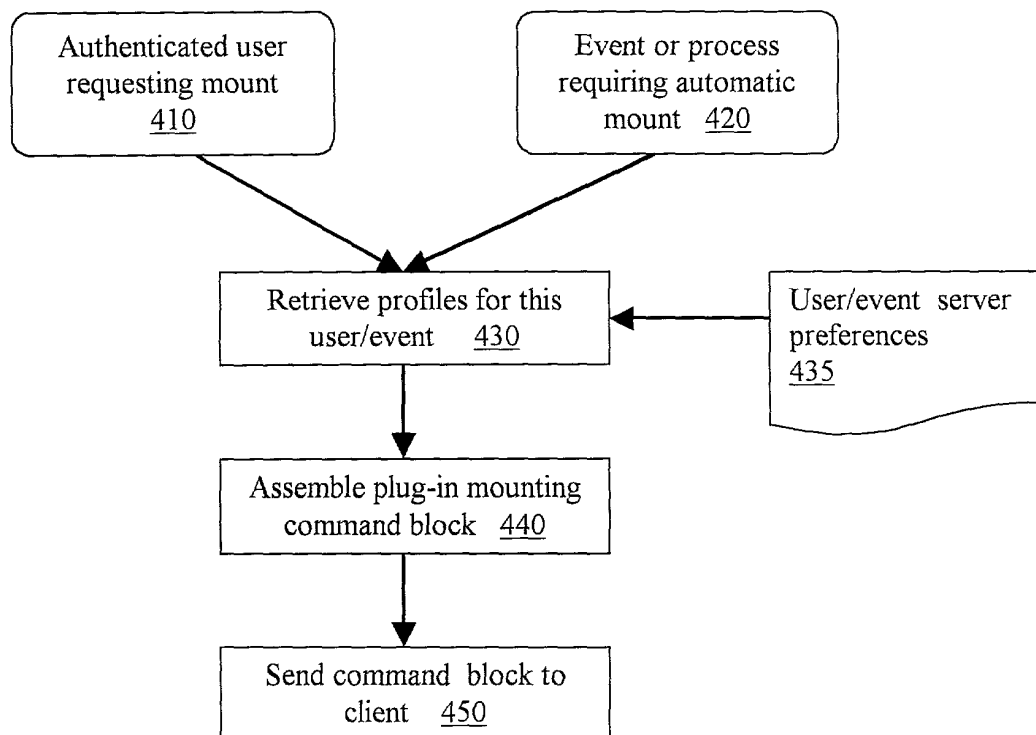 Authenticated user
requesting mount
410
Event or process
requiring automatic
mount 420
Retrieve profiles for this
user/event 430
User/event server
preferences
435
Assemble plug-in mounting
command block 440
Send command block to
client 450